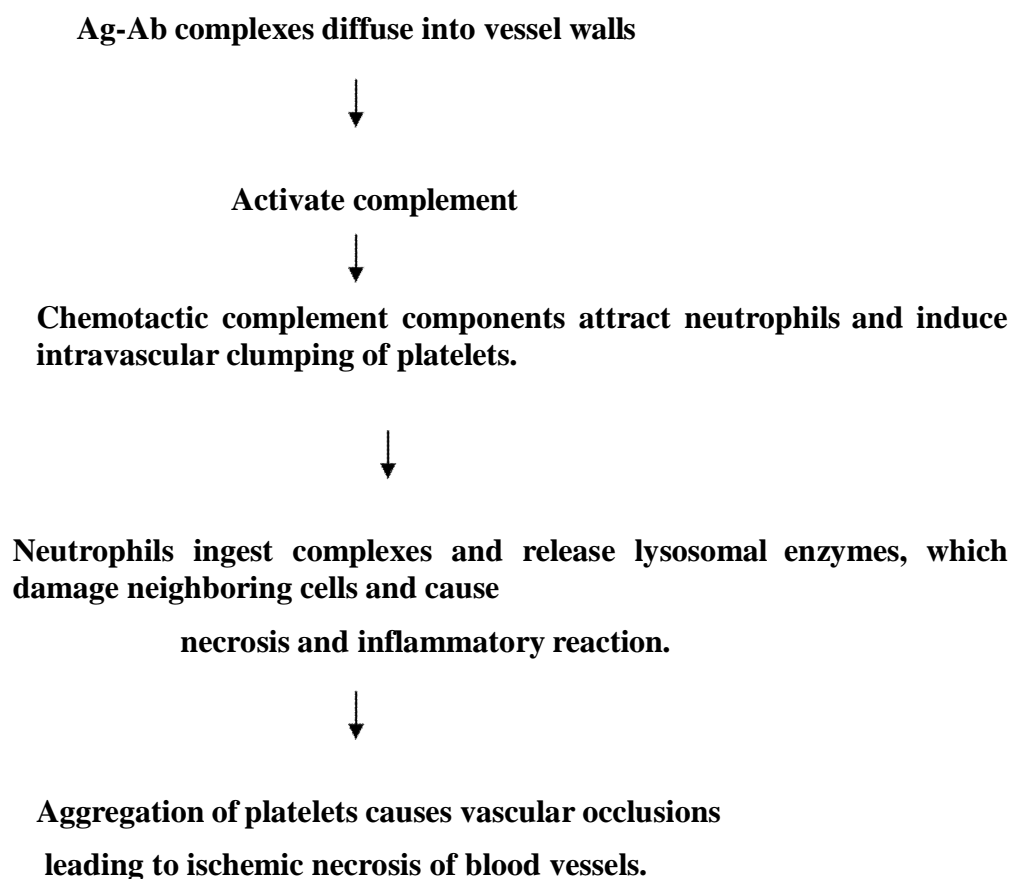 Ag-Ab complexes diffuse into vessel walls
Activate complement
Chemotactic complement components attract neutrophils and induce
intravascular clumping of platelets.
Neutrophils ingest complexes and release lysosomal enzymes, which
damage neighboring cells and cause
necrosis and inflammatory reaction.
Aggregation of platelets causes vascular occlusions
leading to ischemic necrosis of blood vessels.